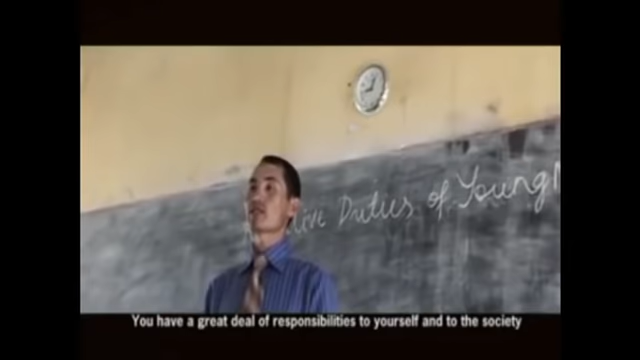 Duties of Young
You have a great deal of responsibilities to yourself and to the society